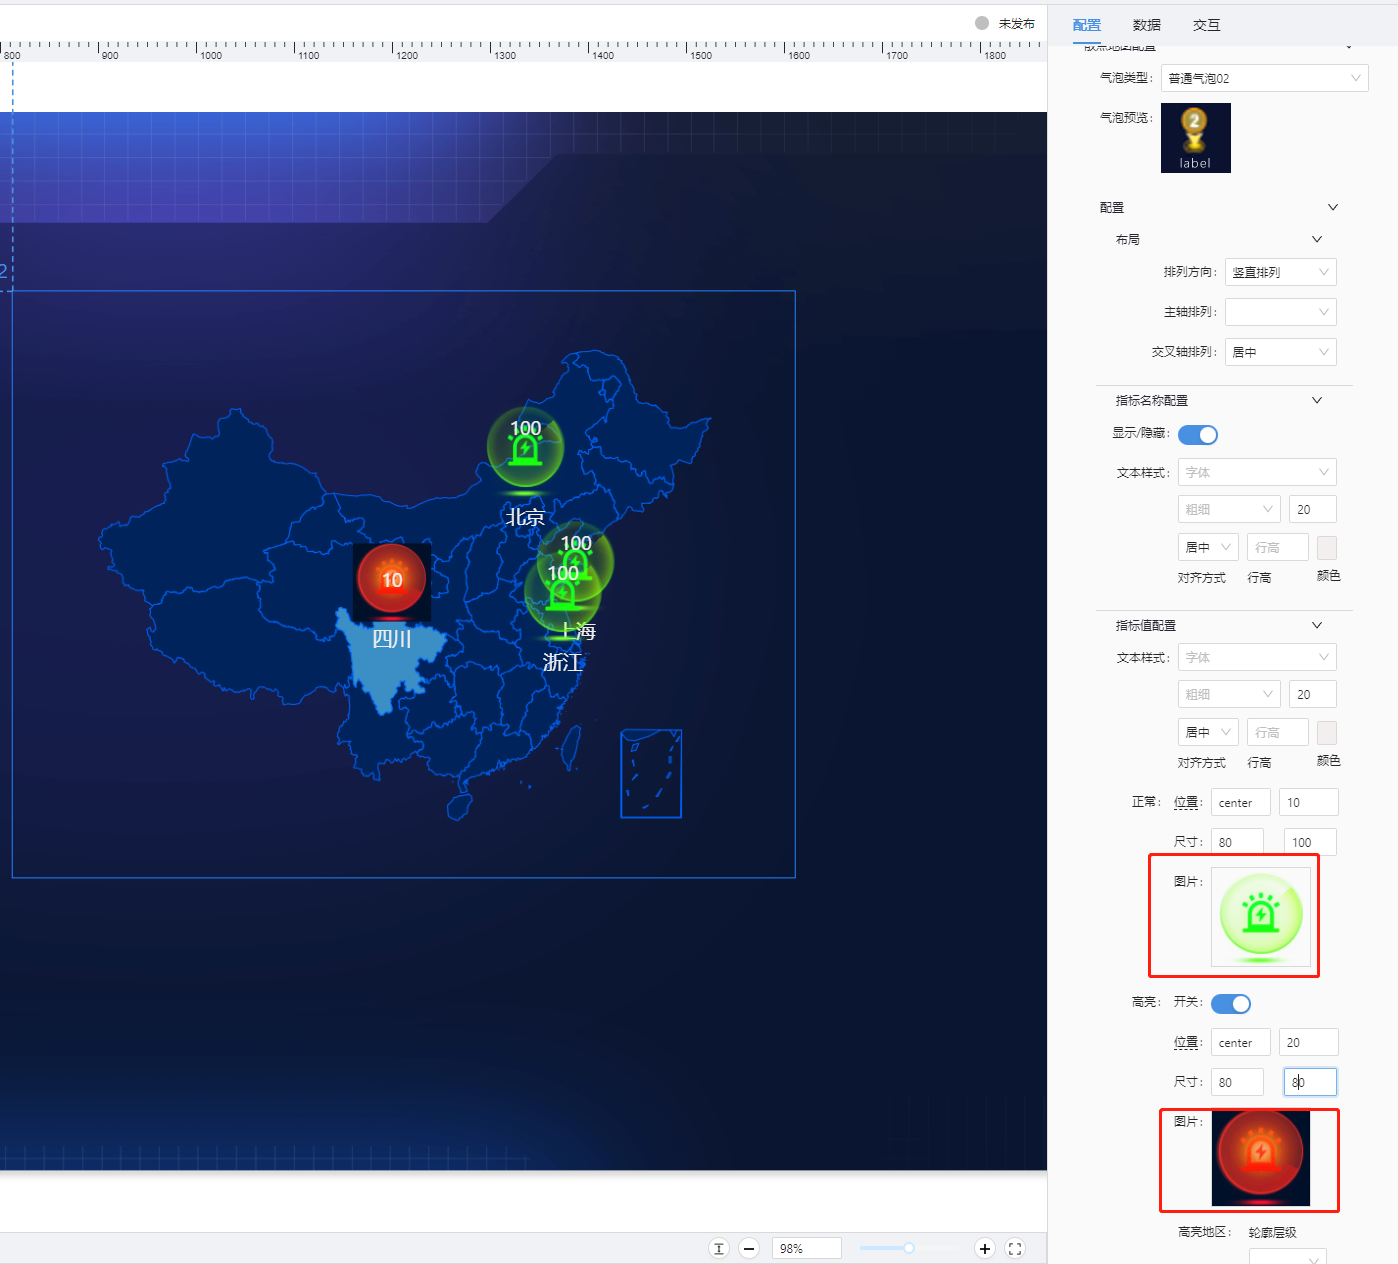 未发布
配置 数据 交互
800 900 1000 1100 1200 1300 1400 1500 1600 1700 1800
散点地图配置
气泡类型: 普通气泡02
气泡预览:
2
label
配置
布局
排列方向: 竖直排列
主轴排列:
交叉轴排列: 居中
指标名称配置
显示/隐藏:
文本样式: 字体
粗细 20
居中 行高
对齐方式 行高 颜色
指标值配置
文本样式: 字体
粗细 20
居中 行高
对齐方式 行高 颜色
正常: 位置: center 10
尺寸: 80 100
图片:
高亮: 开关:
位置: center 20
尺寸: 80 80
图片:
高亮地区: 轮廓层级
2
100
北京
100
100
上海
浙江
10
四川
98%